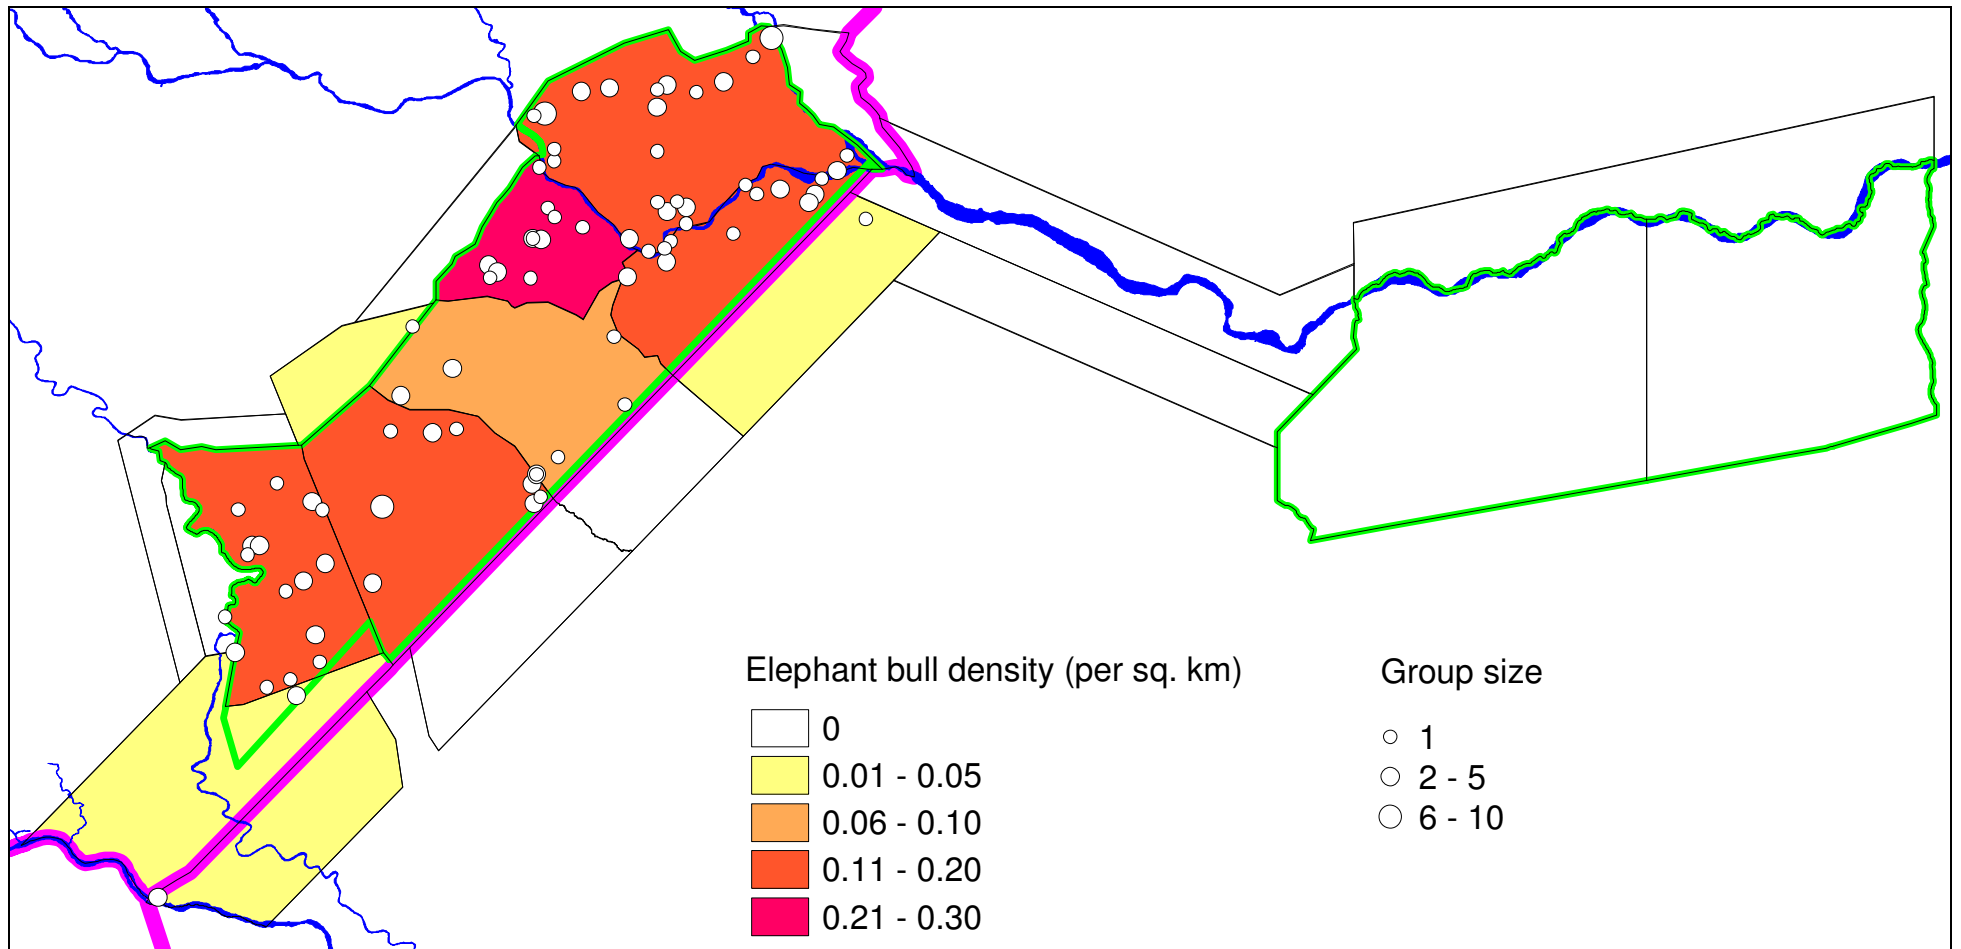 Elephant bull density (per sq. km)
0
0.01 - 0.05
0.06 - 0.10
0.11 - 0.20
0.21 - 0.30
Group size
1
2 - 5
6 - 10